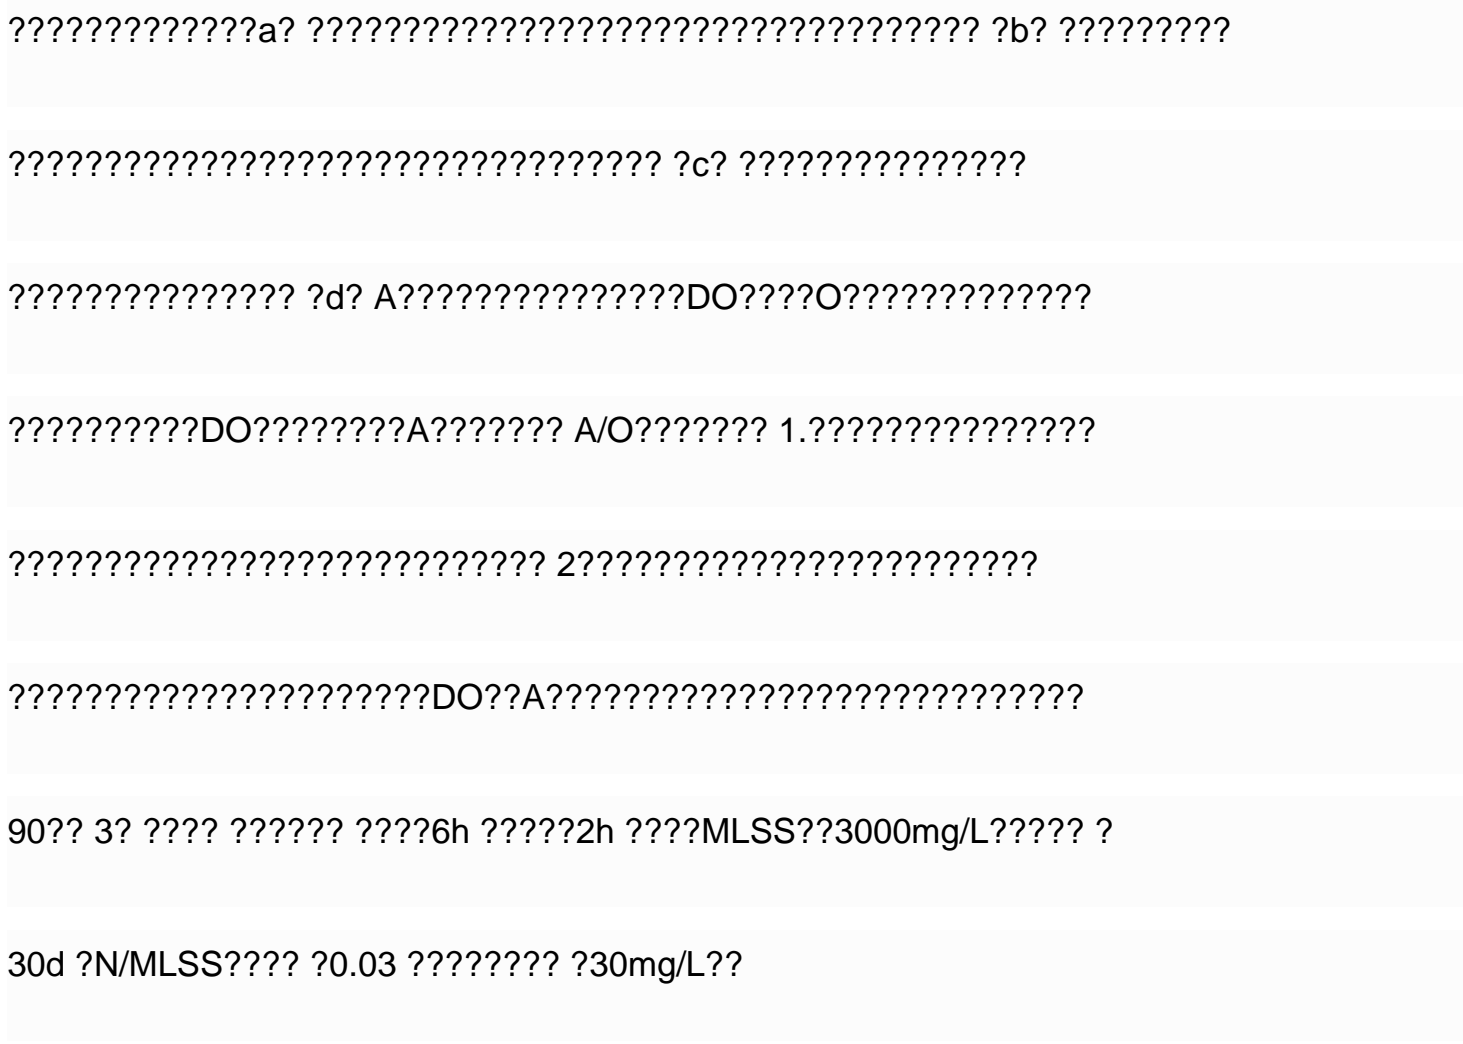 ?????????????a? ??????????????????????????????????? ?b? ?????????
?????????????????????????????????? ?c? ???????????????
??????????????? ?d? A???????????????DO????O?????????????
??????????DO????????A??????? A/O??????? 1.???????????????
???????????????????????????? 2????????????????????????
??????????????????????DO??A????????????????????????????
90?? 3? ???? ?????? ????6h ?????2h ????MLSS??3000mg/L????? ?
30d ?N/MLSS???? ?0.03 ???????? ?30mg/L??